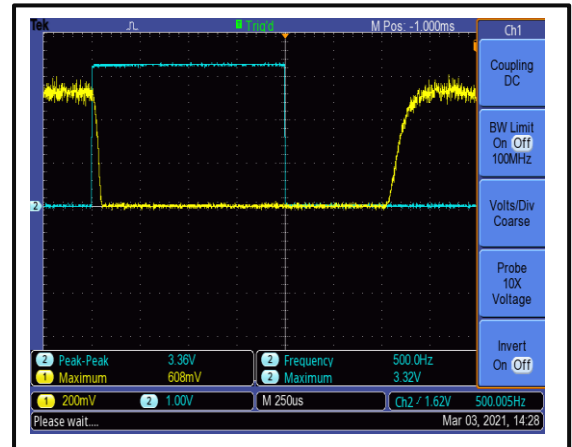 Tek Trig'd M Pos: -1.000ms Ch1
Coupling
DC
BW Limit
On Off
100MHz
Volts/Div
Coarse
Probe
10X
Voltage
Invert
On Off
2
2 Peak-Peak 3.36V 2 Frequency 500.0Hz
1 Maximum 608mV 2 Maximum 3.32V
1 200mV 2 1.00V M 250us Ch2 1.62V 500.005Hz
Please wait.... Mar 03, 2021, 14:28